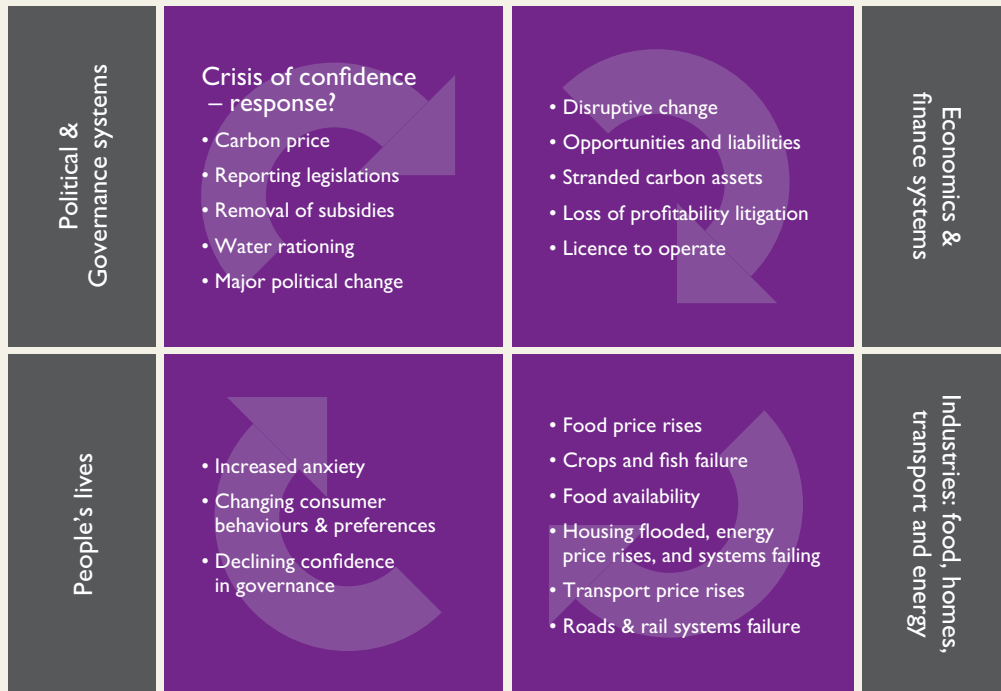 Political &
Governance systems
Crisis of confidence
– response?
• Carbon price
• Reporting legislations
• Removal of subsidies
• Water rationing
• Major political change
• Disruptive change
• Opportunities and liabilities
• Stranded carbon assets
• Loss of profitability litigation
• Licence to operate
Economics &
finance systems
People’s lives
• Increased anxiety
• Changing consumer
behaviours & preferences
• Declining confidence
in governance
• Food price rises
• Crops and fish failure
• Food availability
• Housing flooded, energy
price rises, and systems failing
• Transport price rises
• Roads & rail systems failure
Industries: food, homes,
transport and energy